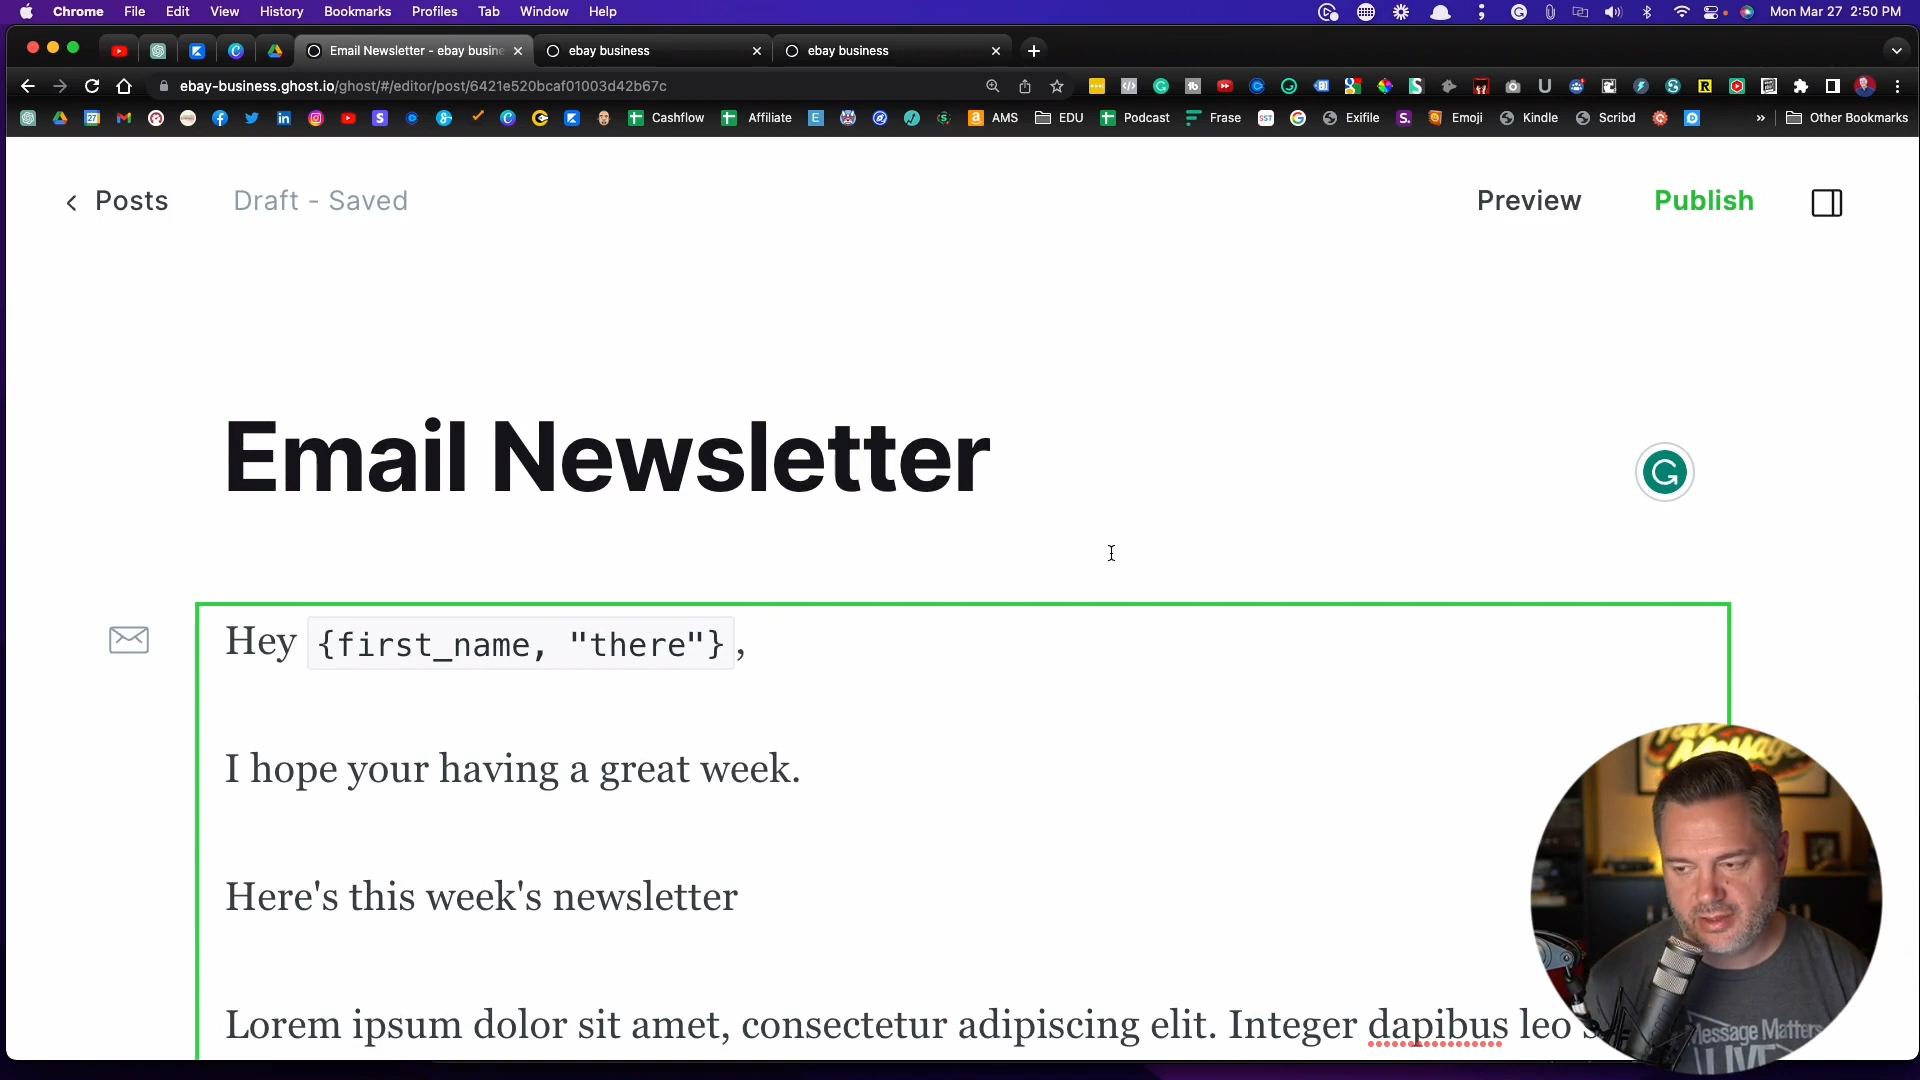 Chrome File Edit View History Bookmarks Profiles Tab Window Help Mon Mar 27 2:50 PM
Email Newsletter - ebay busine ebay business ebay business
ebay-business.ghost.io/ghost/#/editor/post/6421e520bcaf01003d42b67c
Cashflow Affiliate AMS EDU Podcast Frase Exifile Emoji Kindle Scribd » Other Bookmarks
Posts Draft - Saved Preview Publish
Email Newsletter
Hey {first_name, "there"},
I hope your having a great week.
Here's this week's newsletter
Lorem ipsum dolor sit amet, consectetur adipiscing elit. Integer dapibus leo s
Message Matters
LIVE